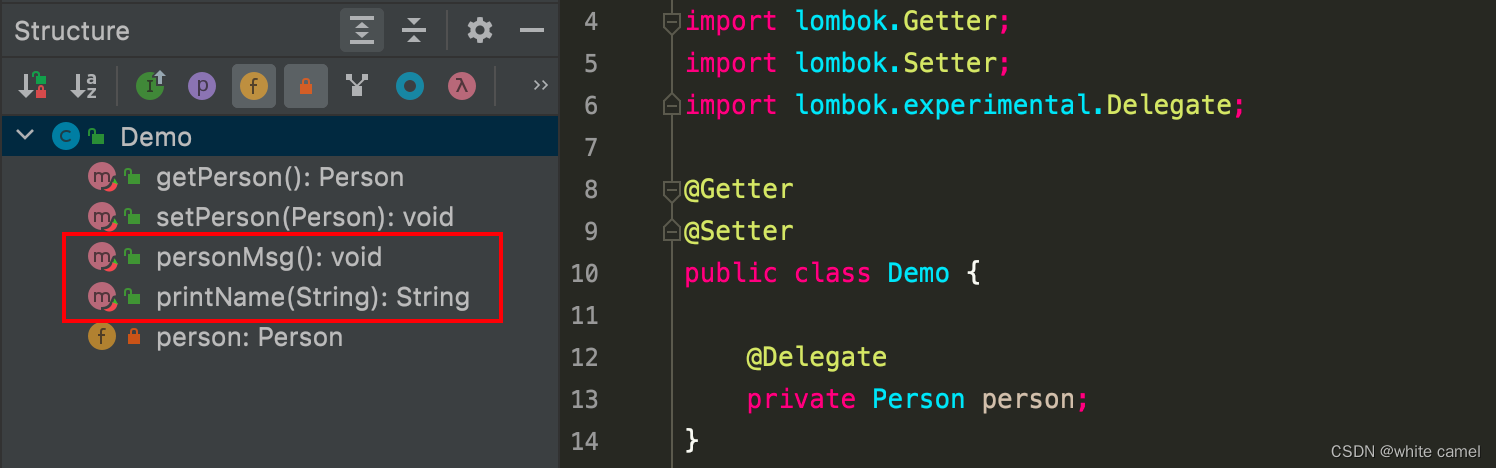 Structure
Demo
getPerson(): Person
setPerson(Person): void
personMsg(): void
printName(String): String
person: Person
4 import lombok.Getter;
5 import lombok.Setter;
6 import lombok.experimental.Delegate;
7
8 @Getter
9 @Setter
10 public class Demo {
11
12 @Delegate
13 private Person person;
14 }
CSDN @white camel